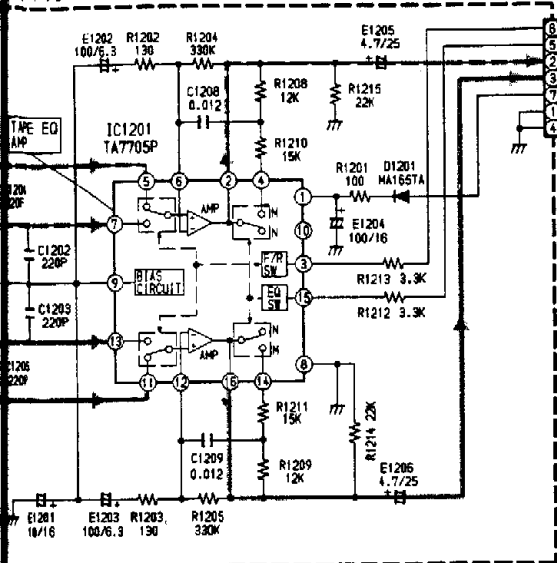 E1202
100/6.3
R1202
130
R1204
330K
E1205
4.7/25
C1208
0.012
R1208
12K
R1215
22K
R1210
15K
IC1201
TA7705P
TAPE EQ
AMP
5
6
2
4
1
R1201
100
D1201
MA165TA
E1204
100/16
7
AMP
M
N
10
C1202
220P
F/R
SW
3
R1213 3.3K
9
BIAS
CIRCUIT
EQ
SW
15
R1212 3.3K
C1203
220P
13
AMP
N
M
8
11
12
16
14
R1211
15K
R1214 22K
C1209
0.012
R1209
12K
E1206
4.7/25
E1201
10/16
E1203
100/6.3
R1203
130
R1205
330K
6
5
2
3
7
1
4
220P